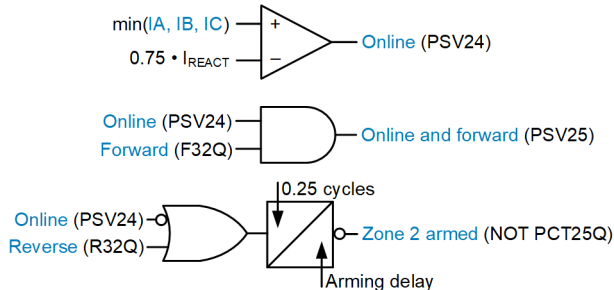 min(IA, IB, IC)
+
Online (PSV24)
0.75 • I_REACT
−
Online (PSV24)
Forward (F32Q)
Online and forward (PSV25)
0.25 cycles
Online (PSV24)
Reverse (R32Q)
Zone 2 armed (NOT PCT25Q)
Arming delay